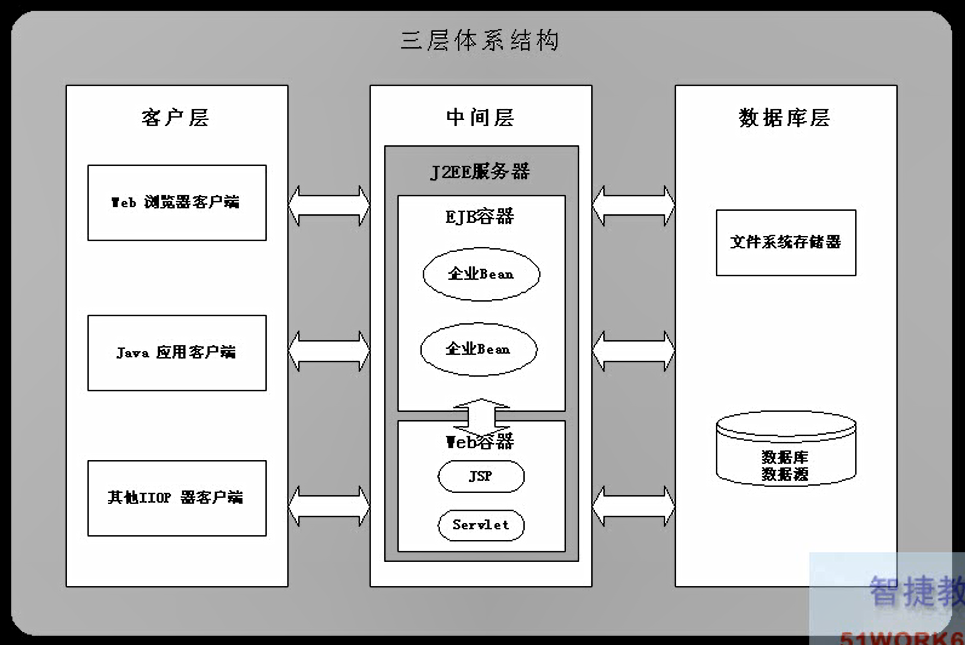 三层体系结构
客户层
Web 浏览器客户端
Java 应用客户端
其他IIOP 器客户端
中间层
J2EE服务器
EJB容器
企业Bean
企业Bean
Web容器
JSP
Servlet
数据库层
文件系统存储器
数据库
数据源
智捷教
51WORK6